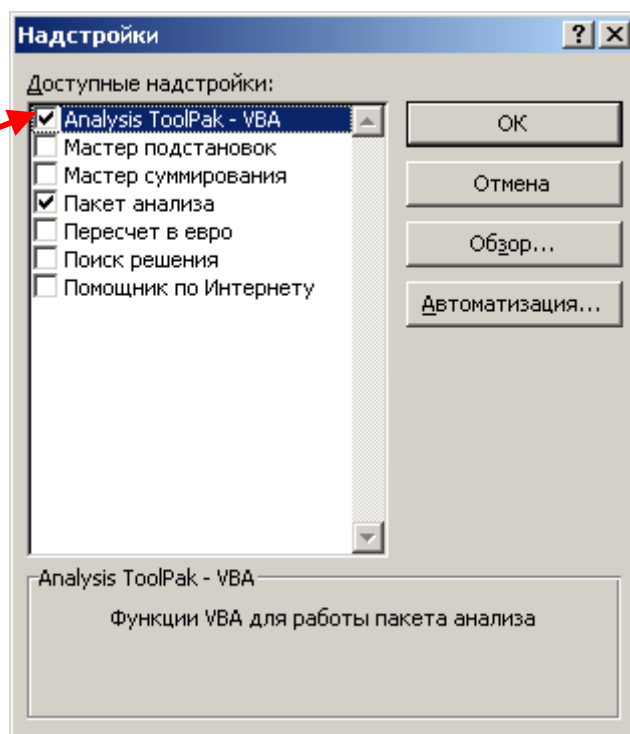 Надстройки
Доступные надстройки:
Analysis ToolPak - VBA
Мастер подстановок
Мастер суммирования
Пакет анализа
Пересчет в евро
Поиск решения
Помощник по Интернету
ОК
Отмена
Обзор...
Автоматизация...
Analysis ToolPak - VBA
Функции VBA для работы пакета анализа